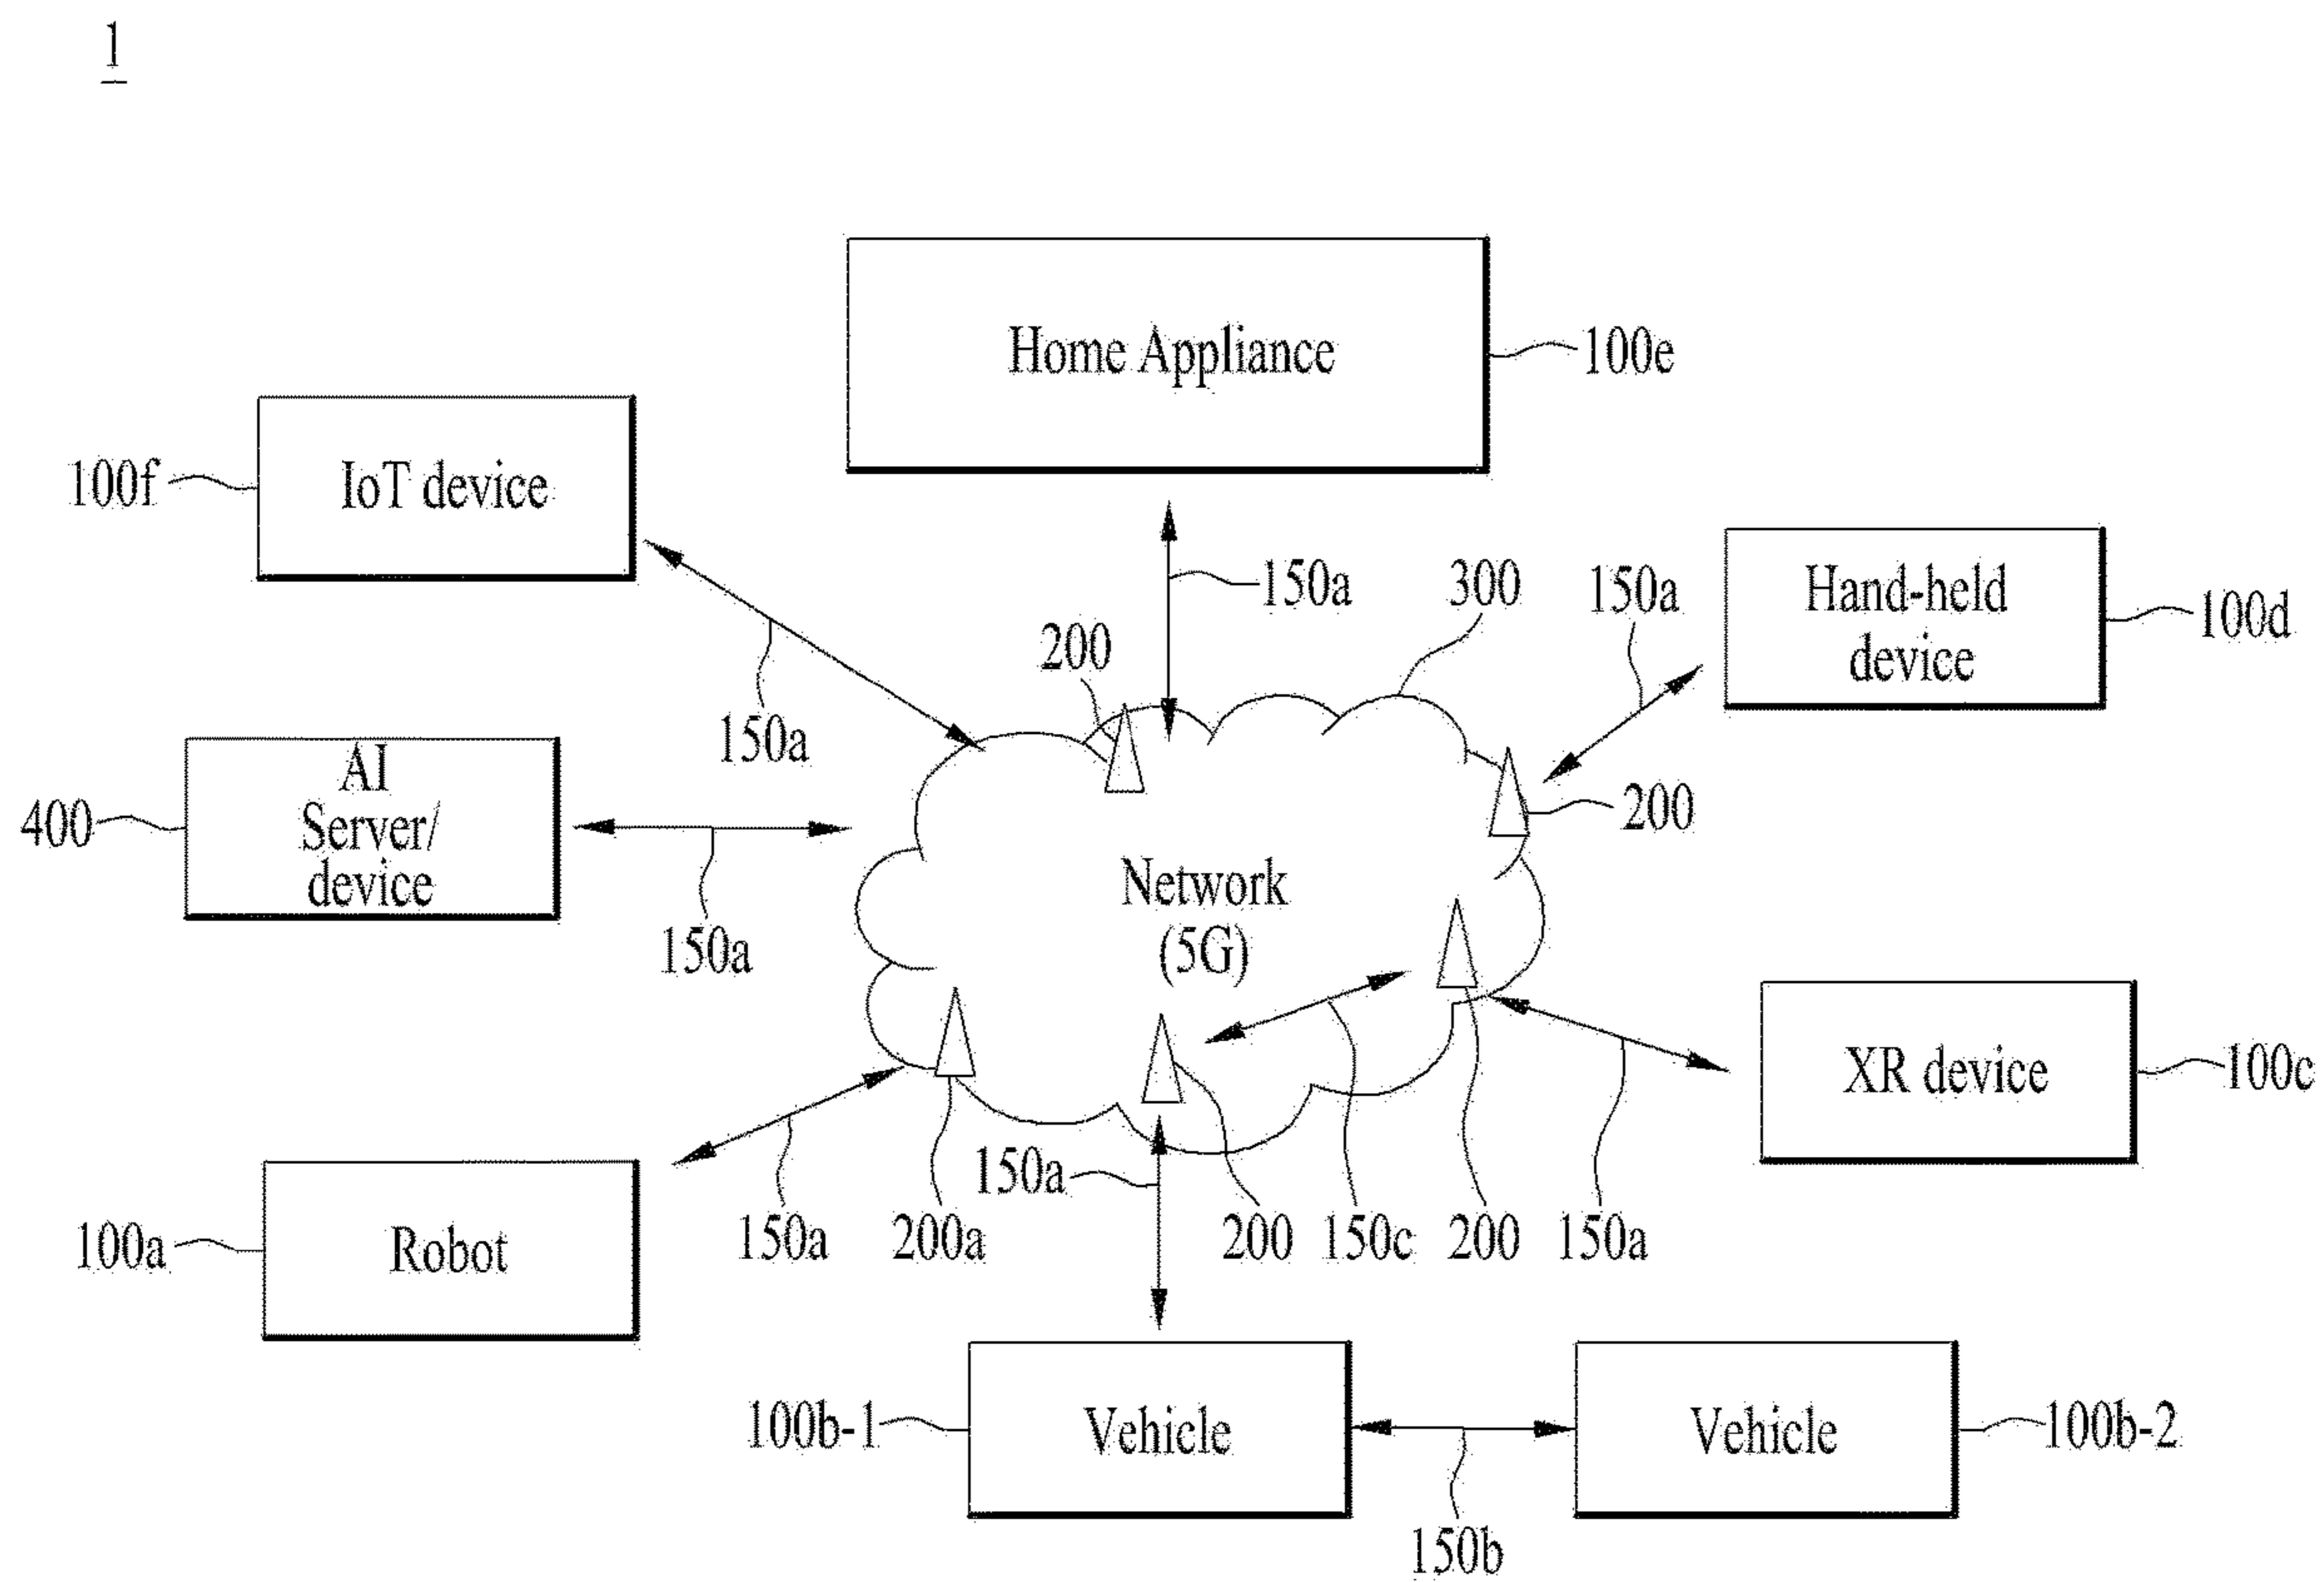 1
Home Appliance
100e
100f
IoT device
150a
300
150a
Hand-held
device
100d
200
150a
AI
Server/
device
400
200
150a
Network
(5G)
XR device
100c
150a
100a
Robot
150a
200a
200
150c
200
150a
100b-1
Vehicle
Vehicle
100b-2
150b